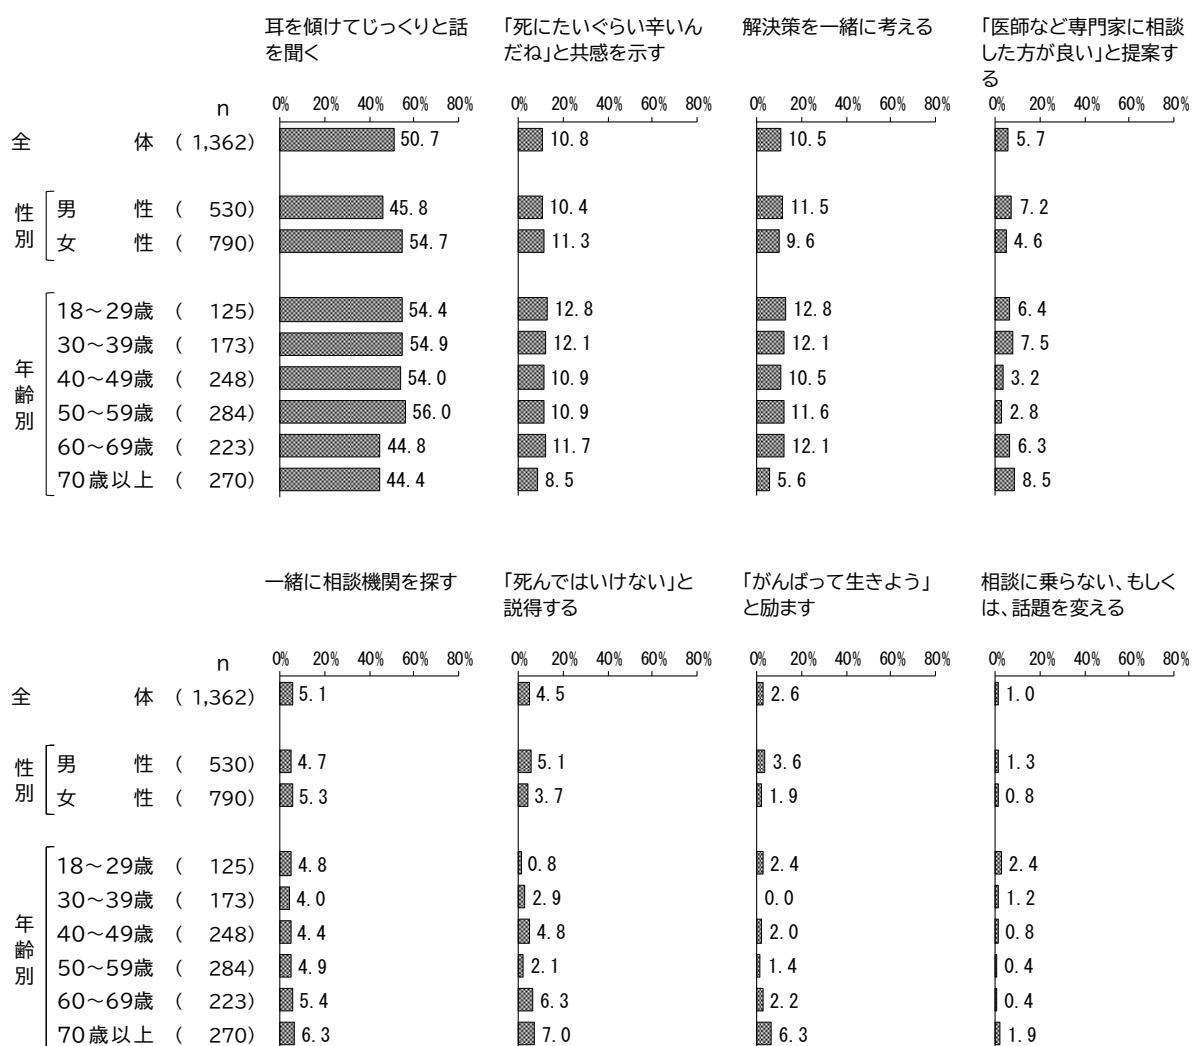 耳を傾けてじっくりと話 「死にたいぐらい辛いん 解決策を一緒に考える 「医師など専門家に相談
を聞く だね」と共感を示す した方が良い」と提案す
る
n 0% 20% 40% 60% 80% 0% 20% 40% 60% 80% 0% 20% 40% 60% 80% 0% 20% 40% 60% 80%
全体 ( 1,362) 50.7 10.8 10.5 5.7
性別
男性 ( 530) 45.8 10.4 11.5 7.2
女性 ( 790) 54.7 11.3 9.6 4.6
年齢別
18～29歳 ( 125) 54.4 12.8 12.8 6.4
30～39歳 ( 173) 54.9 12.1 12.1 7.5
40～49歳 ( 248) 54.0 10.9 10.5 3.2
50～59歳 ( 284) 56.0 10.9 11.6 2.8
60～69歳 ( 223) 44.8 11.7 12.1 6.3
70歳以上 ( 270) 44.4 8.5 5.6 8.5
一緒に相談機関を探す 「死んではいけない」と 「がんばって生きよう」 相談に乗らない、もしく
説得する と励ます は、話題を変える
n 0% 20% 40% 60% 80% 0% 20% 40% 60% 80% 0% 20% 40% 60% 80% 0% 20% 40% 60% 80%
全体 ( 1,362) 5.1 4.5 2.6 1.0
性別
男性 ( 530) 4.7 5.1 3.6 1.3
女性 ( 790) 5.3 3.7 1.9 0.8
年齢別
18～29歳 ( 125) 4.8 0.8 2.4 2.4
30～39歳 ( 173) 4.0 2.9 0.0 1.2
40～49歳 ( 248) 4.4 4.8 2.0 0.8
50～59歳 ( 284) 4.9 2.1 1.4 0.4
60～69歳 ( 223) 5.4 6.3 2.2 0.4
70歳以上 ( 270) 6.3 7.0 6.3 1.9